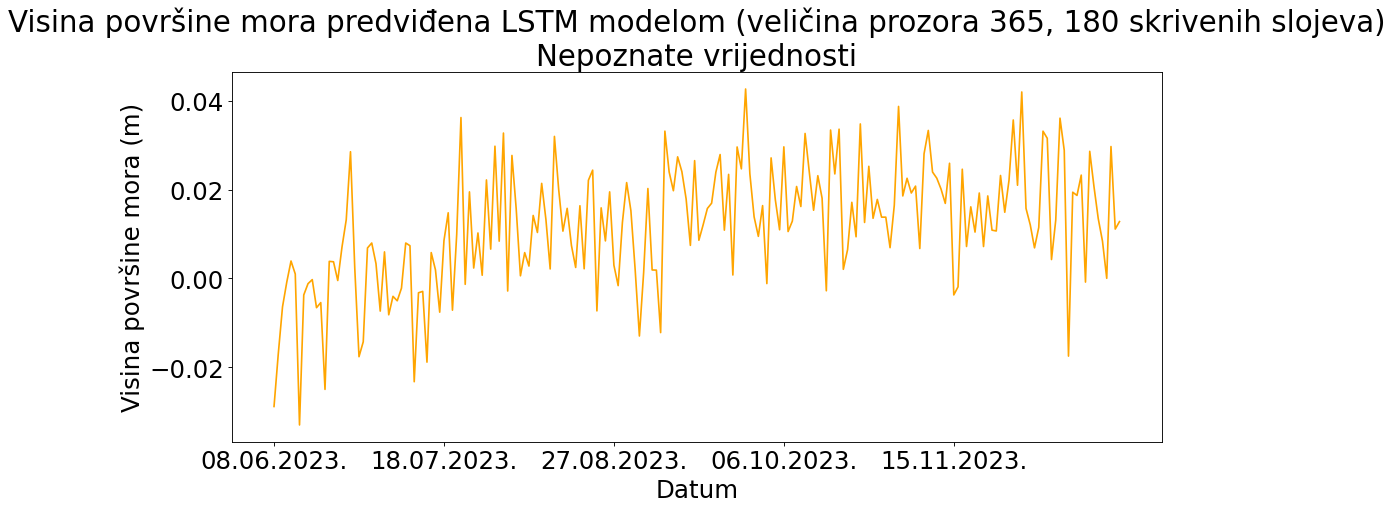 Visina površine mora predviđena LSTM modelom (veličina prozora 365, 180 skrivenih slojeva)
Nepoznate vrijednosti
Visina površine mora (m)
0.04
0.02
0.00
−0.02
08.06.2023. 18.07.2023. 27.08.2023. 06.10.2023. 15.11.2023.
Datum